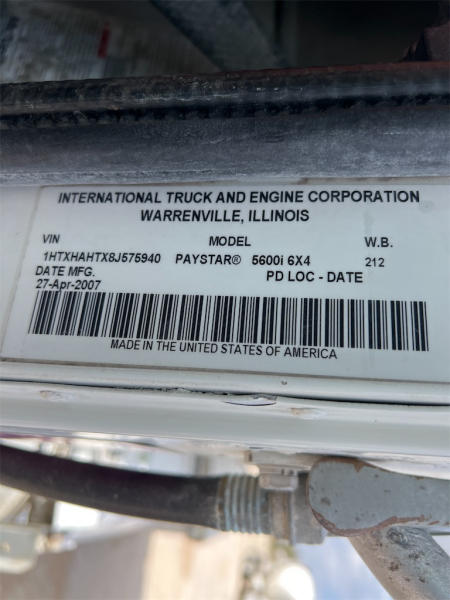 INTERNATIONAL TRUCK AND ENGINE CORPORATION
WARRENVILLE, ILLINOIS
VIN MODEL W.B.
1HTXHAHTX8J575940 PAYSTAR® 5600i 6X4 212
DATE MFG. PD LOC - DATE
27-Apr-2007
MADE IN THE UNITED STATES OF AMERICA